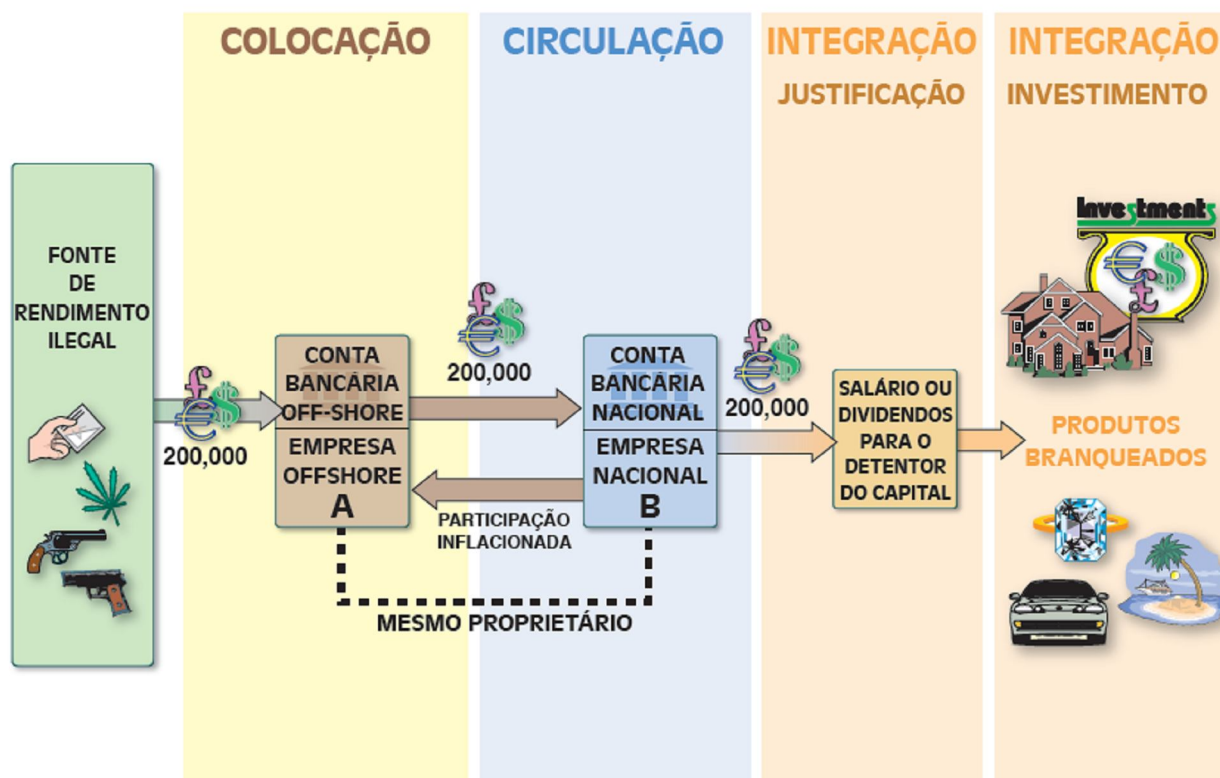 COLOCAÇÃO
CIRCULAÇÃO
INTEGRAÇÃO
JUSTIFICAÇÃO
INTEGRAÇÃO
INVESTIMENTO
FONTE
DE
RENDIMENTO
ILEGAL
200,000
CONTA
BANCÁRIA
OFF-SHORE
EMPRESA
OFFSHORE
A
200,000
PARTICIPAÇÃO
INFLACIONADA
CONTA
BANCÁRIA
NACIONAL
EMPRESA
NACIONAL
B
MESMO PROPRIETÁRIO
200,000
SALÁRIO OU
DIVIDENDOS
PARA O
DETENTOR
DO CAPITAL
Investments
PRODUTOS
BRANQUEADOS